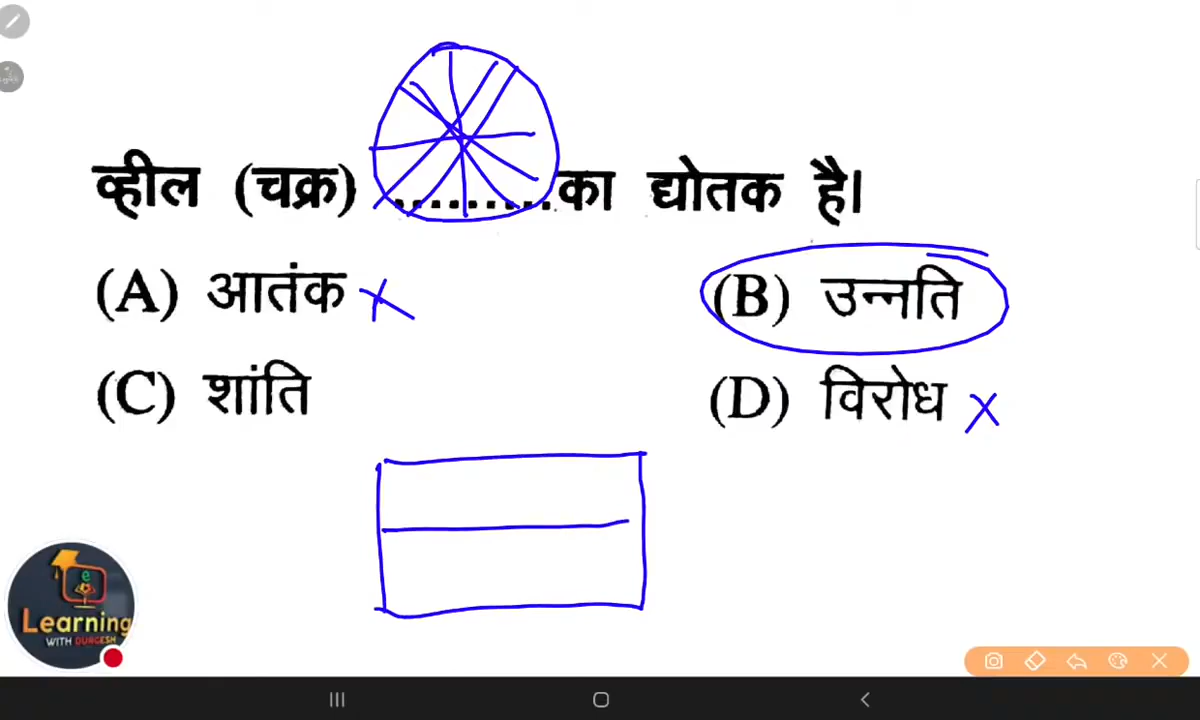 व्हील (चक्र) .......... का द्योतक है।
(A) आतंक ×
(B) उन्नति
(C) शांति
(D) विरोध ×
e
Learning
WITH DURGESH